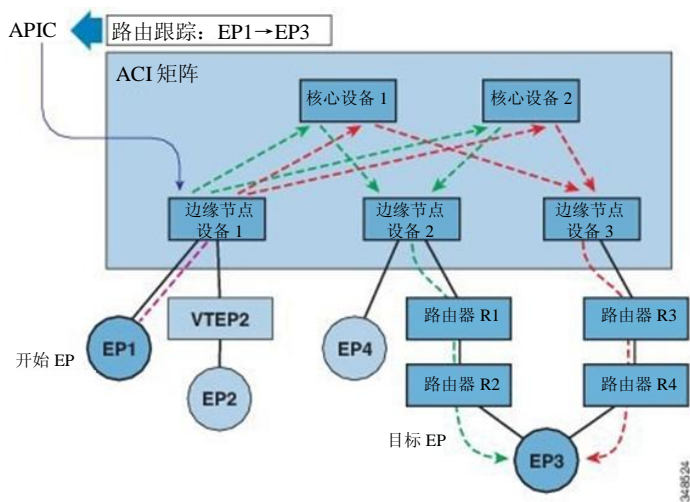 APIC
路由跟踪：EP1→EP3
ACI 矩阵
核心设备 1
核心设备 2
边缘节点
设备 1
边缘节点
设备 2
边缘节点
设备 3
VTEP2
路由器 R1
路由器 R3
EP1
开始 EP
EP4
EP2
路由器 R2
路由器 R4
目标 EP
EP3
348524